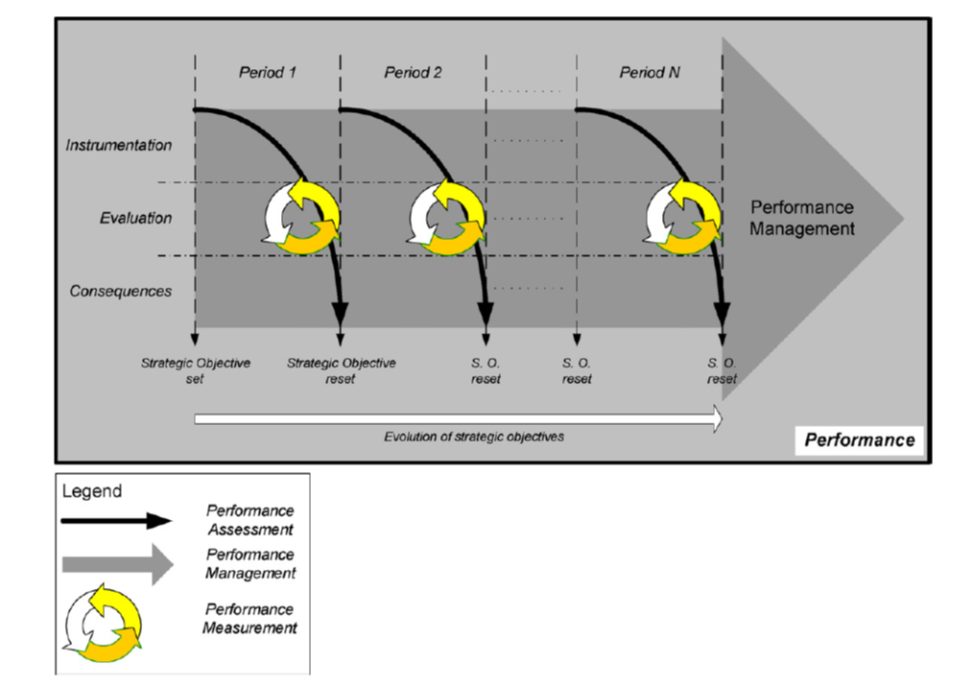 Period 1
Period 2
Period N
Instrumentation
Evaluation
Consequences
Performance
Management
Strategic Objective
set
Strategic Objective
reset
S. O.
reset
S. O.
reset
S. O.
reset
Evolution of strategic objectives
Performance
Legend
Performance
Assessment
Performance
Management
Performance
Measurement